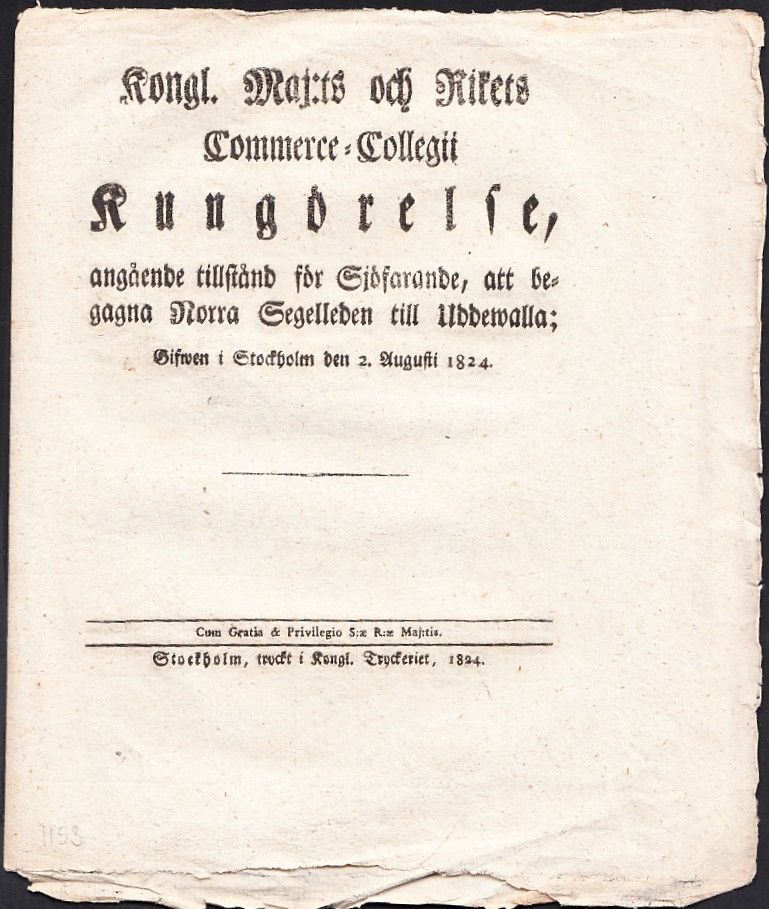 Kongl. Maj:ts och Rikets
Commerce-Collegii
Kungörelse,
angående tillstånd för Sjöfarande, att be-
gagna Norra Segelleden till Uddewalla;
Gifwen i Stockholm den 2. Augusti 1824.
Cum Gratia & Privilegio S:æ R:æ Maj:tis.
Stockholm, tryckt i Kongl. Tryckeriet, 1824.
1153